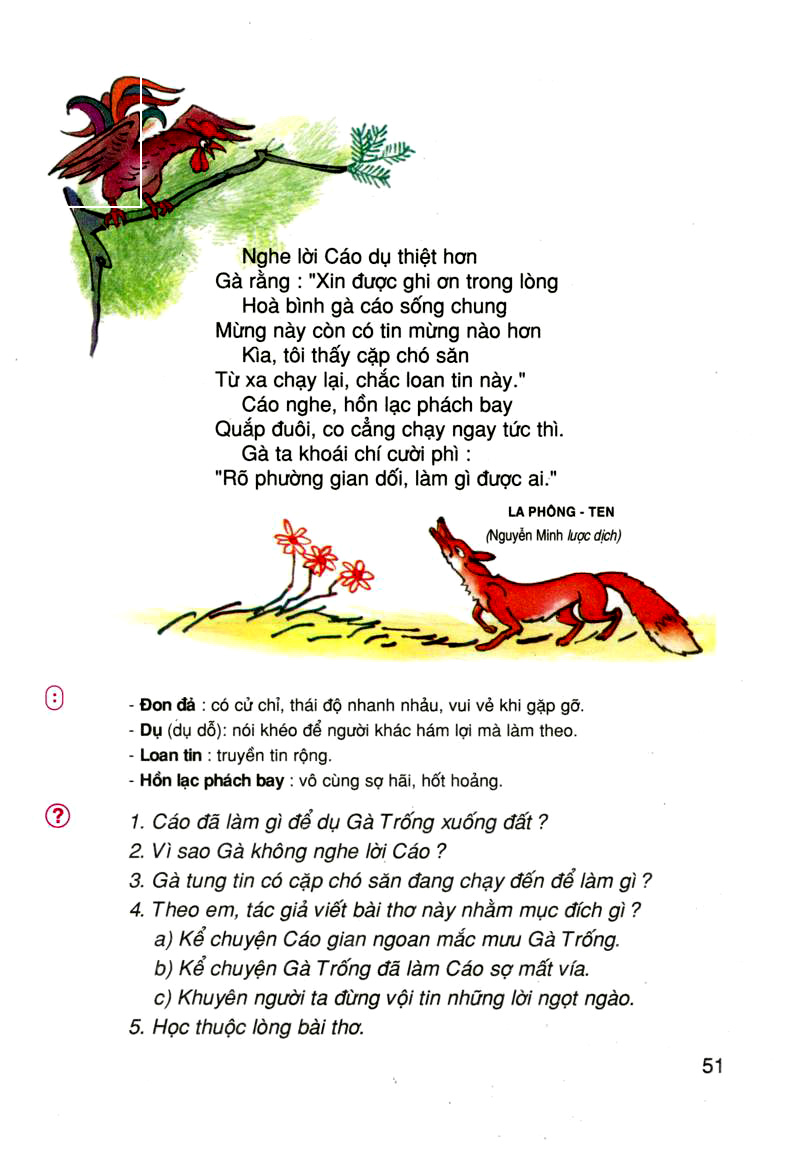 Nghe lời Cáo dụ thiệt hơn
Gà rằng : "Xin được ghi ơn trong lòng
Hoà bình gà cáo sống chung
Mừng này còn có tin mừng nào hơn
Kìa, tôi thấy cặp chó săn
Từ xa chạy lại, chắc loan tin này."
Cáo nghe, hồn lạc phách bay
Quắp đuôi, co cẳng chạy ngay tức thì.
Gà ta khoái chí cười phì :
"Rõ phường gian dối, làm gì được ai."
LA PHÔNG - TEN
(Nguyễn Minh lược dịch)
- Đon đả : có cử chỉ, thái độ nhanh nhảu, vui vẻ khi gặp gỡ.
- Dụ (dụ dỗ): nói khéo để người khác hám lợi mà làm theo.
- Loan tin : truyền tin rộng.
- Hồn lạc phách bay : vô cùng sợ hãi, hốt hoảng.
1. Cáo đã làm gì để dụ Gà Trống xuống đất ?
2. Vì sao Gà không nghe lời Cáo ?
3. Gà tung tin có cặp chó săn đang chạy đến để làm gì ?
4. Theo em, tác giả viết bài thơ này nhằm mục đích gì ?
a) Kể chuyện Cáo gian ngoan mắc mưu Gà Trống.
b) Kể chuyện Gà Trống đã làm Cáo sợ mất vía.
c) Khuyên người ta đừng vội tin những lời ngọt ngào.
5. Học thuộc lòng bài thơ.
51